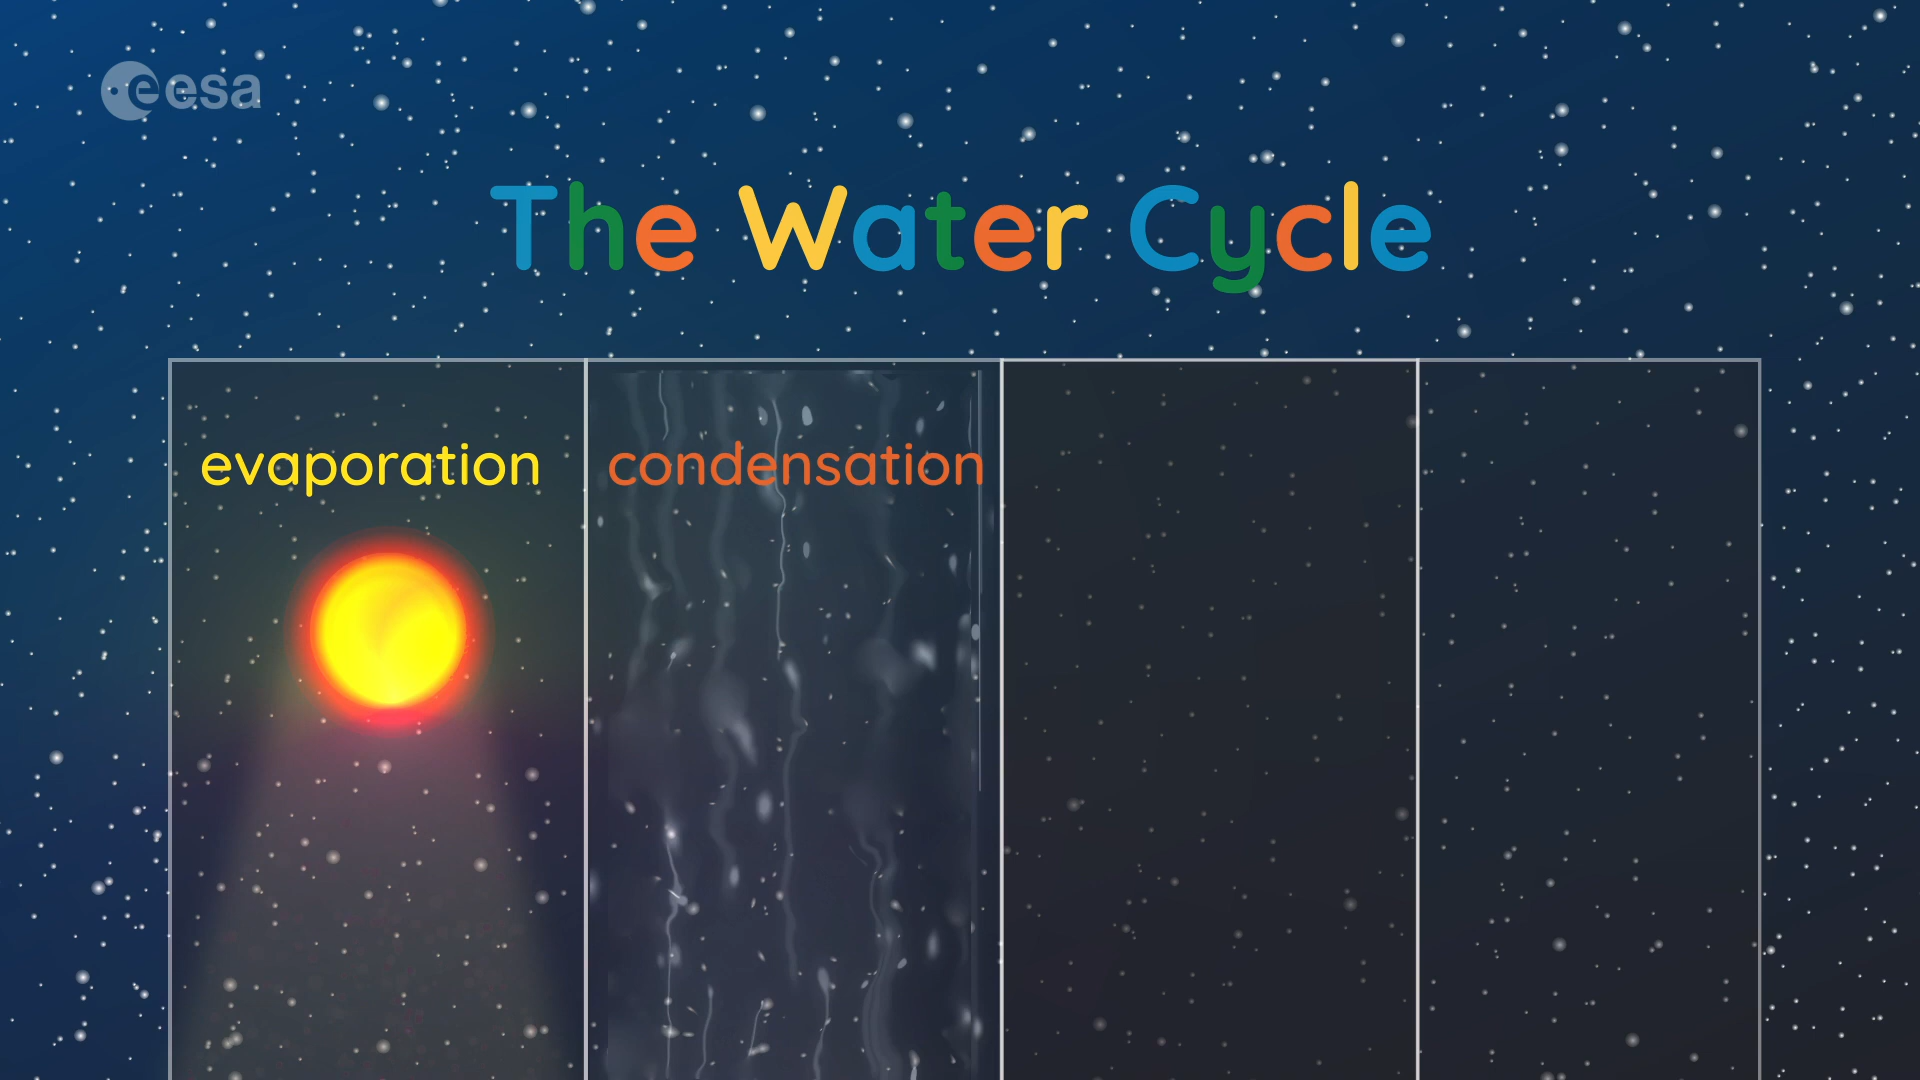 esa
The Water Cycle
evaporation
condensation